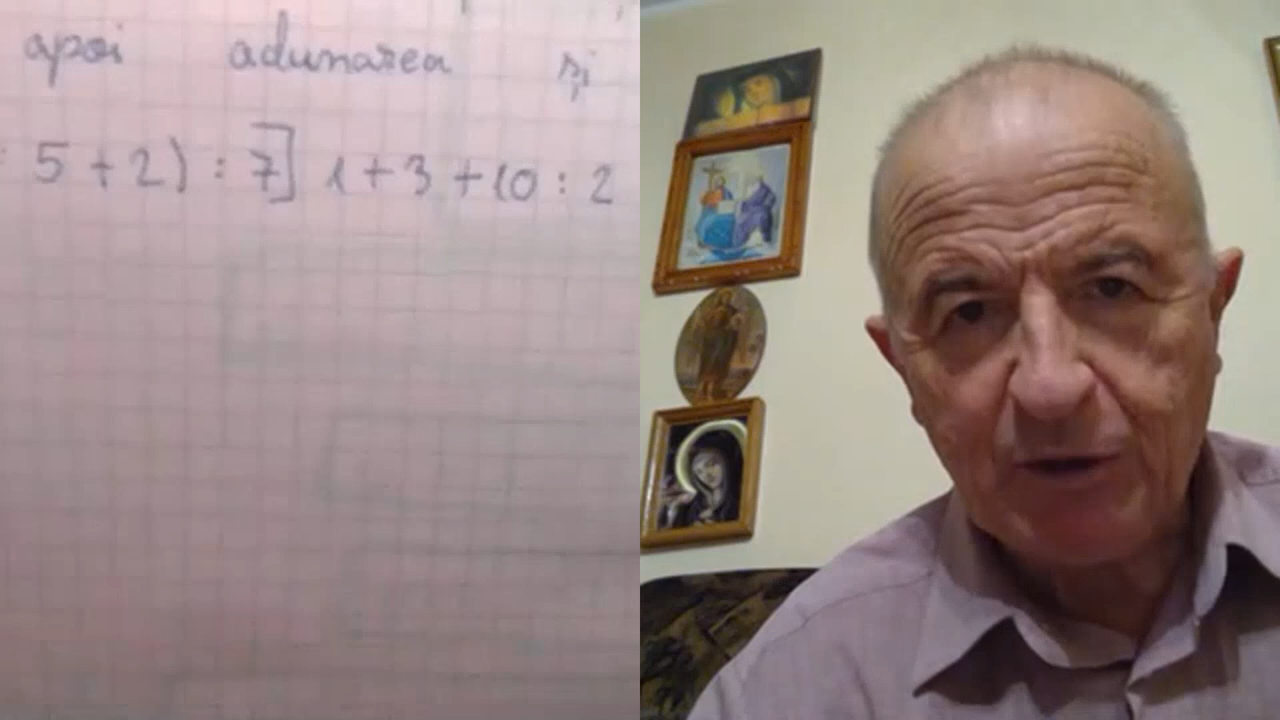 apoi adunarea și
5 + 2) : 7] 1 + 3 + 10 : 2